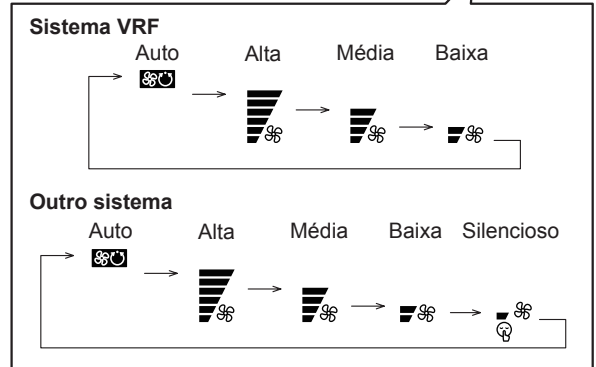 Sistema VRF
Auto Alta Média Baixa
Outro sistema
Auto Alta Média Baixa Silencioso